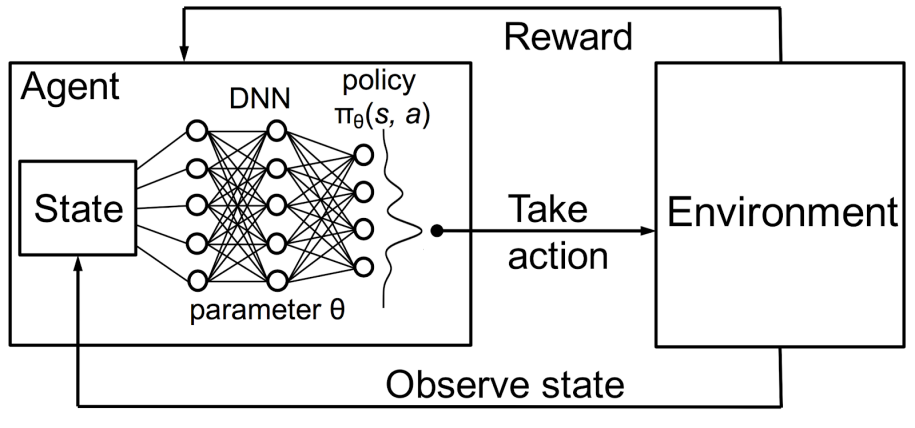 Reward
Agent
DNN
policy
πθ(s, a)
State
parameter θ
Take
action
Environment
Observe state